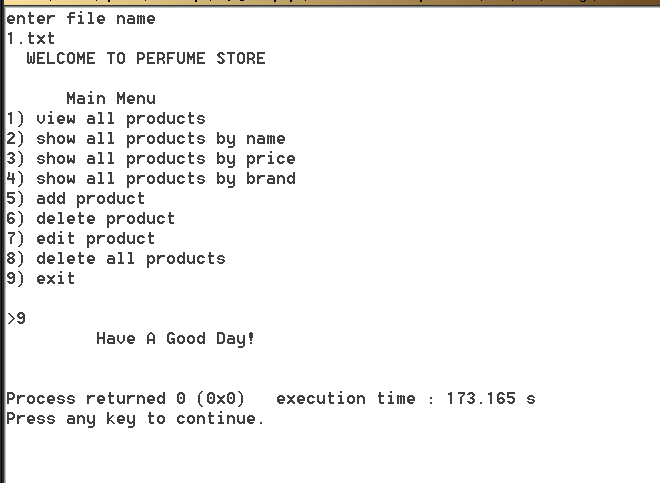 enter file name
1.txt
WELCOME TO PERFUME STORE
Main Menu
1) view all products
2) show all products by name
3) show all products by price
4) show all products by brand
5) add product
6) delete product
7) edit product
8) delete all products
9) exit
>9
Have A Good Day!
Process returned 0 (0x0)   execution time : 173.165 s
Press any key to continue.